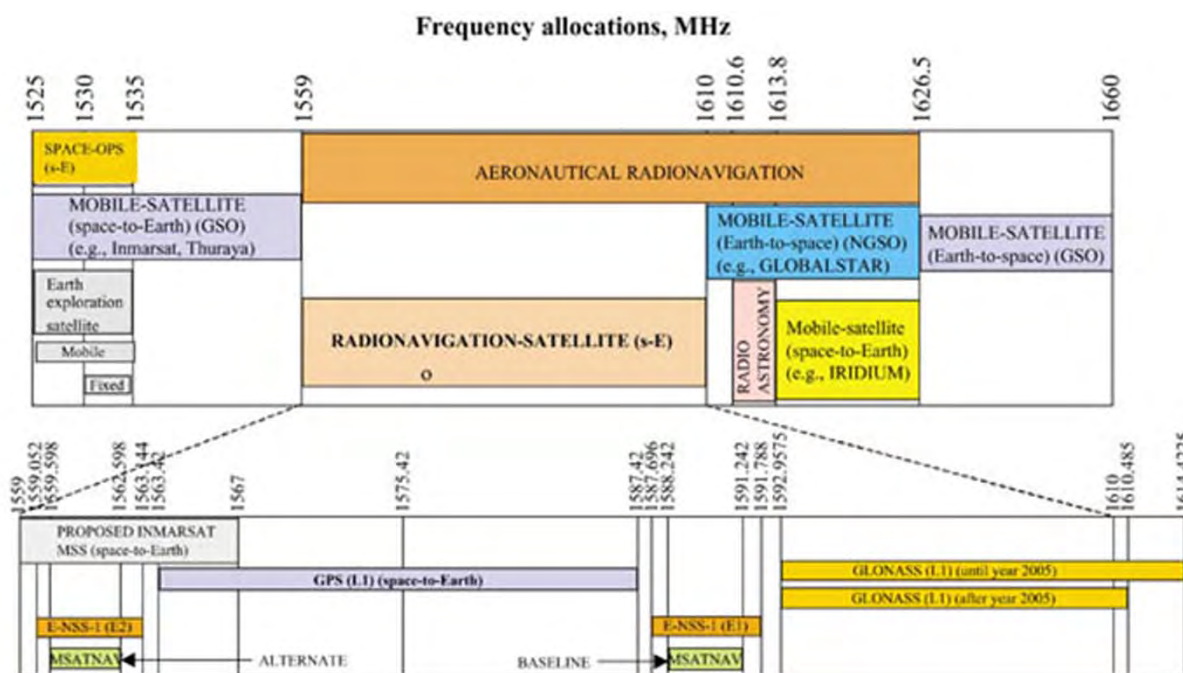 Frequency allocations, MHz
1525
1530
1535
1559
1610
1610.6
1613.8
1626.5
1660
SPACE-OPS
(s-E)
AERONAUTICAL RADIONAVIGATION
MOBILE-SATELLITE
(space-to-Earth) (GSO)
(e.g., Inmarsat, Thuraya)
MOBILE-SATELLITE
(Earth-to-space) (NGSO)
(e.g., GLOBALSTAR)
MOBILE-SATELLITE
(Earth-to-space) (GSO)
Earth
exploration
satellite
Mobile
Fixed
RADIONAVIGATION-SATELLITE (s-E)
o
RADIO
ASTRONOMY
Mobile-satellite
(space-to-Earth)
(e.g., IRIDIUM)
1559
1559.052
1559.598
1562.598
1563.144
1563.42
1567
1575.42
1587.42
1587.696
1588.242
1591.242
1591.788
1592.9575
1610
1610.485
PROPOSED INMARSAT
MSS (space-to-Earth)
GPS (L1) (space-to-Earth)
GLONASS (L1) (until year 2005)
GLONASS (L1) (after year 2005)
E-NSS-1 (E2)
E-NSS-1 (E1)
MSATNAV
ALTERNATE
BASELINE
MSATNAV